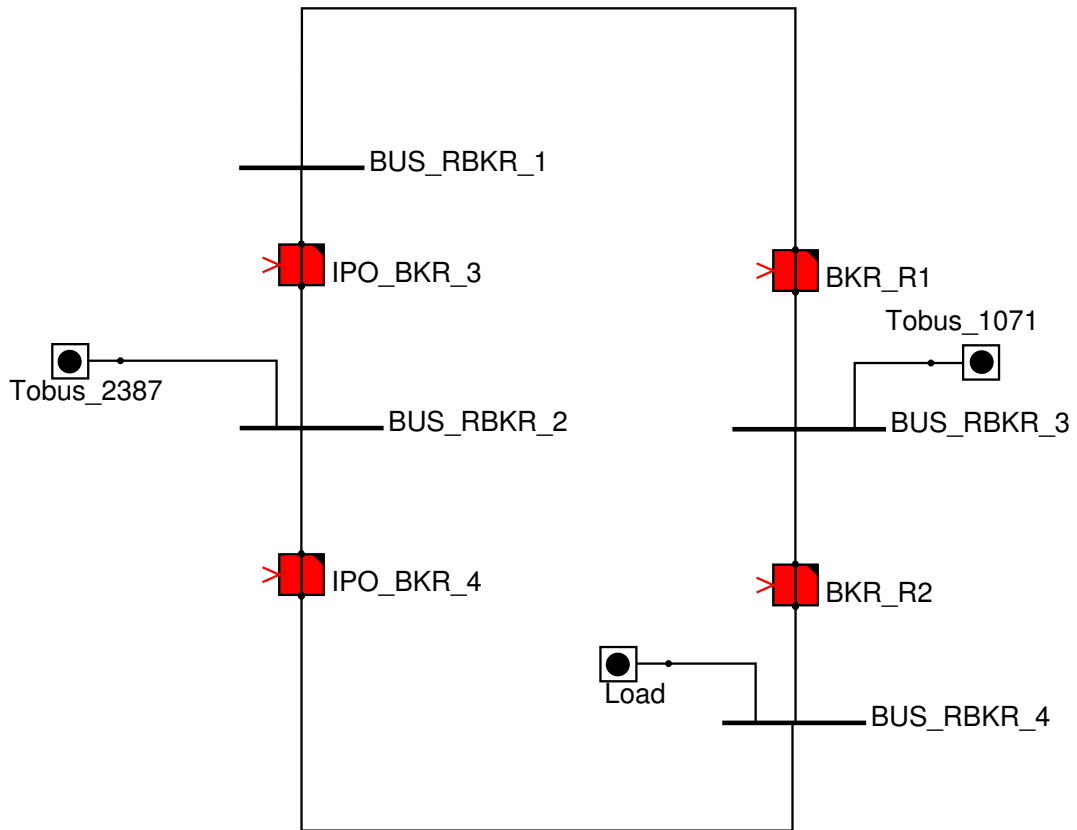 BUS_RBKR_1
IPO_BKR_3
BKR_R1
Tobus_1071
Tobus_2387
BUS_RBKR_2
BUS_RBKR_3
IPO_BKR_4
BKR_R2
Load
BUS_RBKR_4